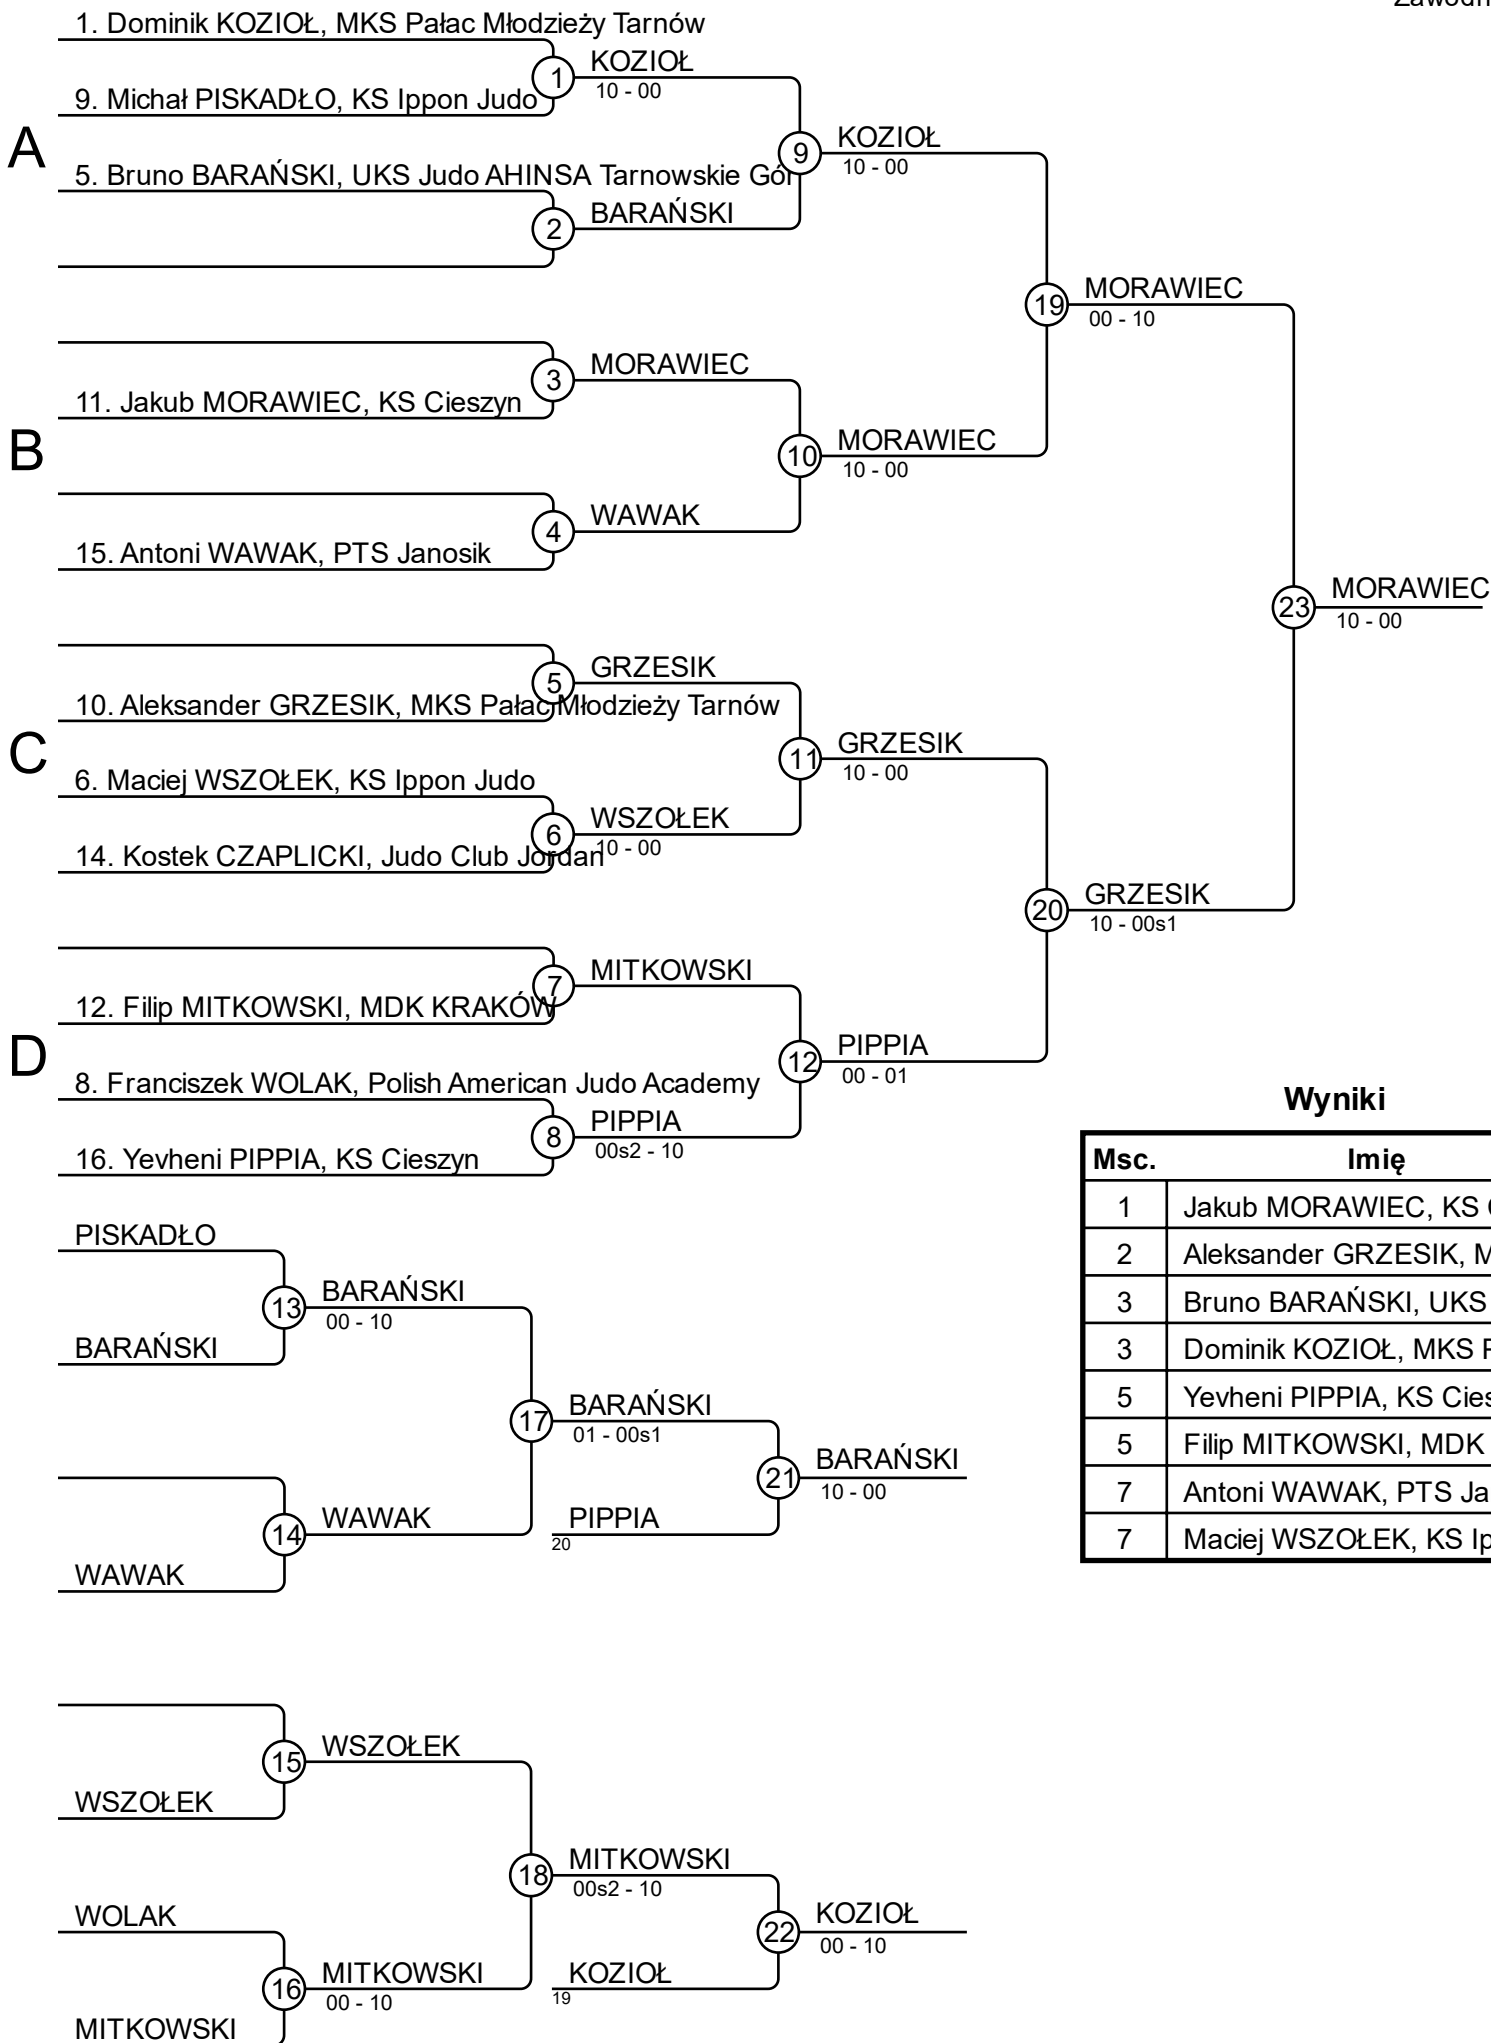 Zawodn
1. Dominik KOZIOŁ, MKS Pałac Młodzieży Tarnów
KOZIOŁ
1
10 - 00
9. Michał PISKADŁO, KS Ippon Judo
A
KOZIOŁ
9
10 - 00
5. Bruno BARAŃSKI, UKS Judo AHINSA Tarnowskie Gór
BARAŃSKI
2
MORAWIEC
19
00 - 10
MORAWIEC
3
11. Jakub MORAWIEC, KS Cieszyn
B
MORAWIEC
10
10 - 00
WAWAK
4
15. Antoni WAWAK, PTS Janosik
MORAWIEC
23
10 - 00
GRZESIK
5
10. Aleksander GRZESIK, MKS Pałac Młodzieży Tarnów
C
GRZESIK
11
10 - 00
6. Maciej WSZOŁEK, KS Ippon Judo
WSZOŁEK
6
10 - 00
14. Kostek CZAPLICKI, Judo Club Jordan
GRZESIK
20
10 - 00s1
MITKOWSKI
7
12. Filip MITKOWSKI, MDK KRAKÓW
D
PIPPIA
12
00 - 01
8. Franciszek WOLAK, Polish American Judo Academy
PIPPIA
8
00s2 - 10
16. Yevheni PIPPIA, KS Cieszyn
Wyniki
Msc. Imię
1 Jakub MORAWIEC, KS
2 Aleksander GRZESIK, M
3 Bruno BARAŃSKI, UKS
3 Dominik KOZIOŁ, MKS
5 Yevheni PIPPIA, KS Cies
5 Filip MITKOWSKI, MDK
7 Antoni WAWAK, PTS Ja
7 Maciej WSZOŁEK, KS Ip
PISKADŁO
BARAŃSKI
13
00 - 10
BARAŃSKI
BARAŃSKI
17
01 - 00s1
BARAŃSKI
21
10 - 00
WAWAK
14
PIPPIA
20
WAWAK
WSZOŁEK
15
WSZOŁEK
MITKOWSKI
18
00s2 - 10
WOLAK
KOZIOŁ
22
00 - 10
MITKOWSKI
16
00 - 10
KOZIOŁ
19
MITKOWSKI